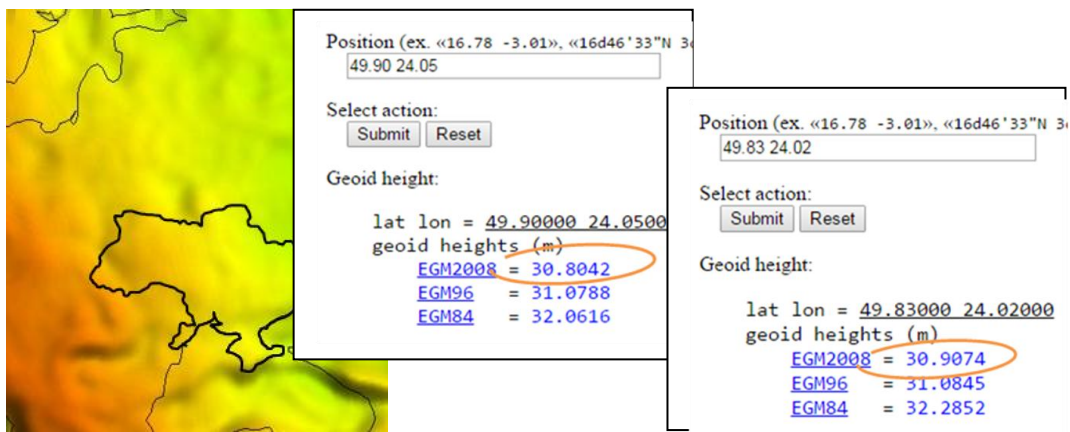 Position (ex. «16.78 -3.01», «16d46'33"N
49.90 24.05
Select action:
Submit Reset
Geoid height:
lat lon = 49.90000 24.0500
geoid heights (m)
EGM2008 = 30.8042
EGM96 = 31.0788
EGM84 = 32.0616
Position (ex. «16.78 -3.01», «16d46'33"N
49.83 24.02
Select action:
Submit Reset
Geoid height:
lat lon = 49.83000 24.02000
geoid heights (m)
EGM2008 = 30.9074
EGM96 = 31.0845
EGM84 = 32.2852